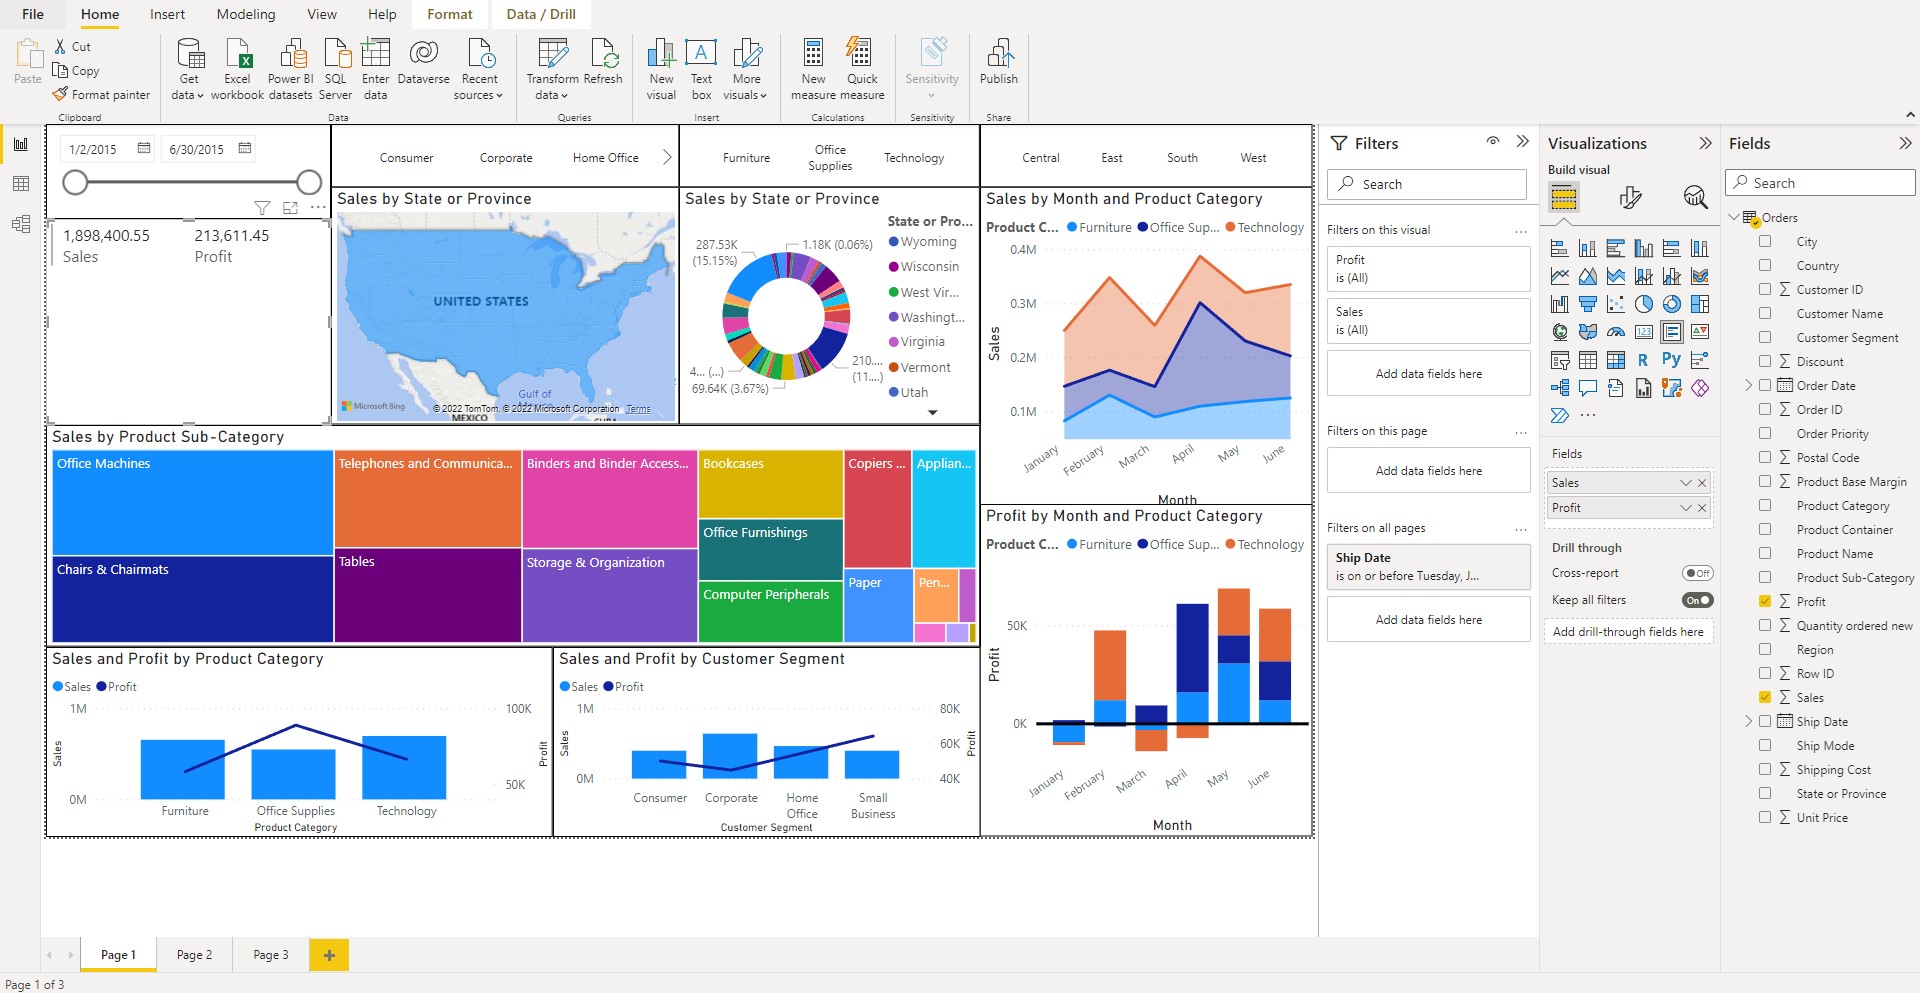 File Home Insert Modeling View Help Format Data / Drill
Paste
Cut
Copy
Format painter
Clipboard
Get data
Excel workbook
Power BI datasets
SQL Server
Enter data
Dataverse
Recent sources
Data
Transform data
Refresh
Queries
New visual
Text box
More visuals
Insert
New measure
Quick measure
Calculations
Sensitivity
Sensitivity
Publish
Share
1/2/2015 6/30/2015
Consumer Corporate Home Office
Furniture Office Supplies Technology
Central East South West
1,898,400.55 213,611.45
Sales Profit
Sales by State or Province
UNITED STATES
Gulf of
MEXICO
Microsoft Bing
© 2022 TomTom, © 2022 Microsoft Corporation Terms
Sales by State or Province
287.53K
(15.15%)
1.18K (0.06%)
4... (...)
69.64K (3.67%)
210....
(11....)
State or Pro...
Wyoming
Wisconsin
West Vir...
Washingt...
Virginia
Vermont
Utah
Sales by Month and Product Category
Product C... Furniture Office Sup... Technology
0.4M
0.3M
0.2M
0.1M
Sales
January February March April May June
Month
Sales by Product Sub-Category
Office Machines
Chairs & Chairmats
Telephones and Communica...
Tables
Binders and Binder Access...
Storage & Organization
Bookcases
Office Furnishings
Computer Peripherals
Copiers ...
Applian...
Paper
Pen...
Profit by Month and Product Category
Product C... Furniture Office Sup... Technology
50K
0K
Profit
January February March April May June
Month
Sales and Profit by Product Category
Sales Profit
1M
0M
Sales
100K
50K
Profit
Furniture Office Supplies Technology
Product Category
Sales and Profit by Customer Segment
Sales Profit
1M
0M
Sales
80K
60K
40K
Profit
Consumer Corporate Home Office Small Business
Customer Segment
Filters
Search
Filters on this visual ...
Profit
is (All)
Sales
is (All)
Add data fields here
Filters on this page ...
Add data fields here
Filters on all pages ...
Ship Date
is on or before Tuesday, J...
Add data fields here
Visualizations
Build visual
123
R
Py
...
Fields
Sales
Profit
Drill through
Cross-report Off
Keep all filters On
Add drill-through fields here
Fields
Search
Orders
City
Country
Customer ID
Customer Name
Customer Segment
Discount
Order Date
Order ID
Order Priority
Postal Code
Product Base Margin
Product Category
Product Container
Product Name
Product Sub-Category
Profit
Quantity ordered new
Region
Row ID
Sales
Ship Date
Ship Mode
Shipping Cost
State or Province
Unit Price
Page 1 Page 2 Page 3 +
Page 1 of 3